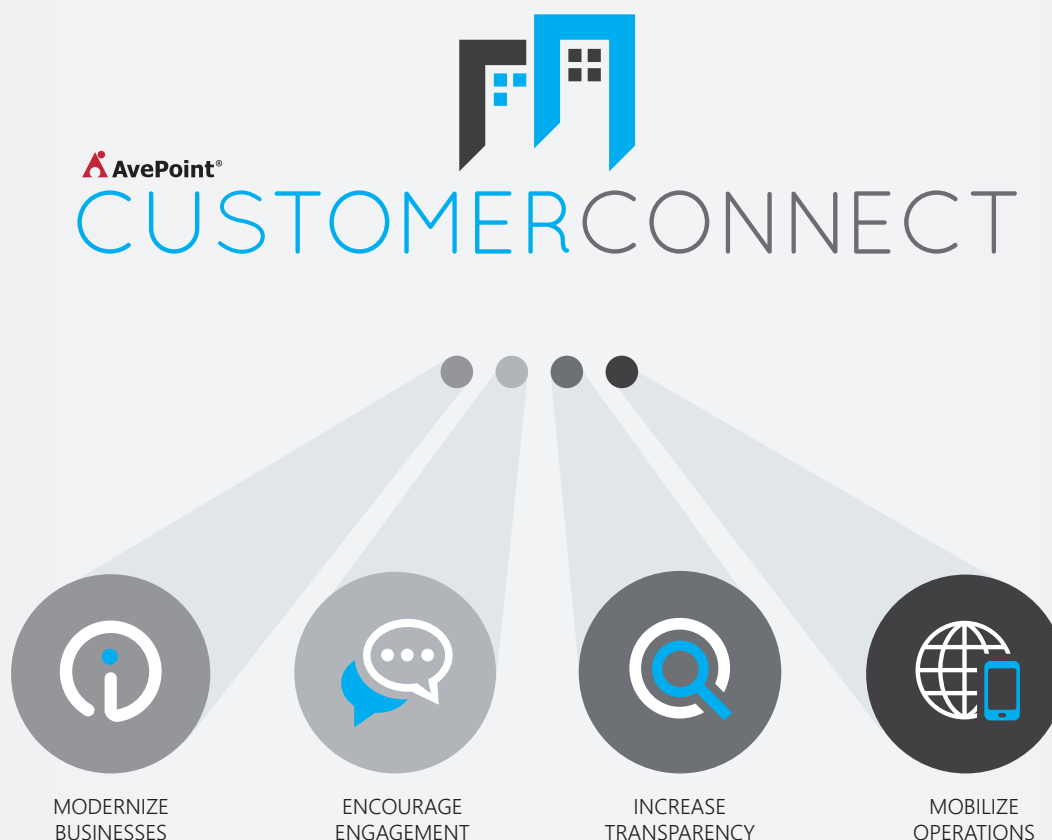 AvePoint®
CUSTOMERCONNECT
MODERNIZE
BUSINESSES
ENCOURAGE
ENGAGEMENT
INCREASE
TRANSPARENCY
MOBILIZE
OPERATIONS